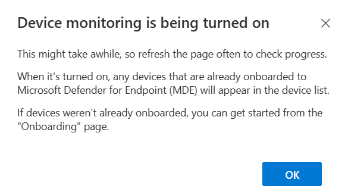 Device monitoring is being turned on
This might take awhile, so refresh the page often to check progress.
When it's turned on, any devices that are already onboarded to
Microsoft Defender for Endpoint (MDE) will appear in the device list.
If devices weren't already onboarded, you can get started from the
"Onboarding" page.
OK